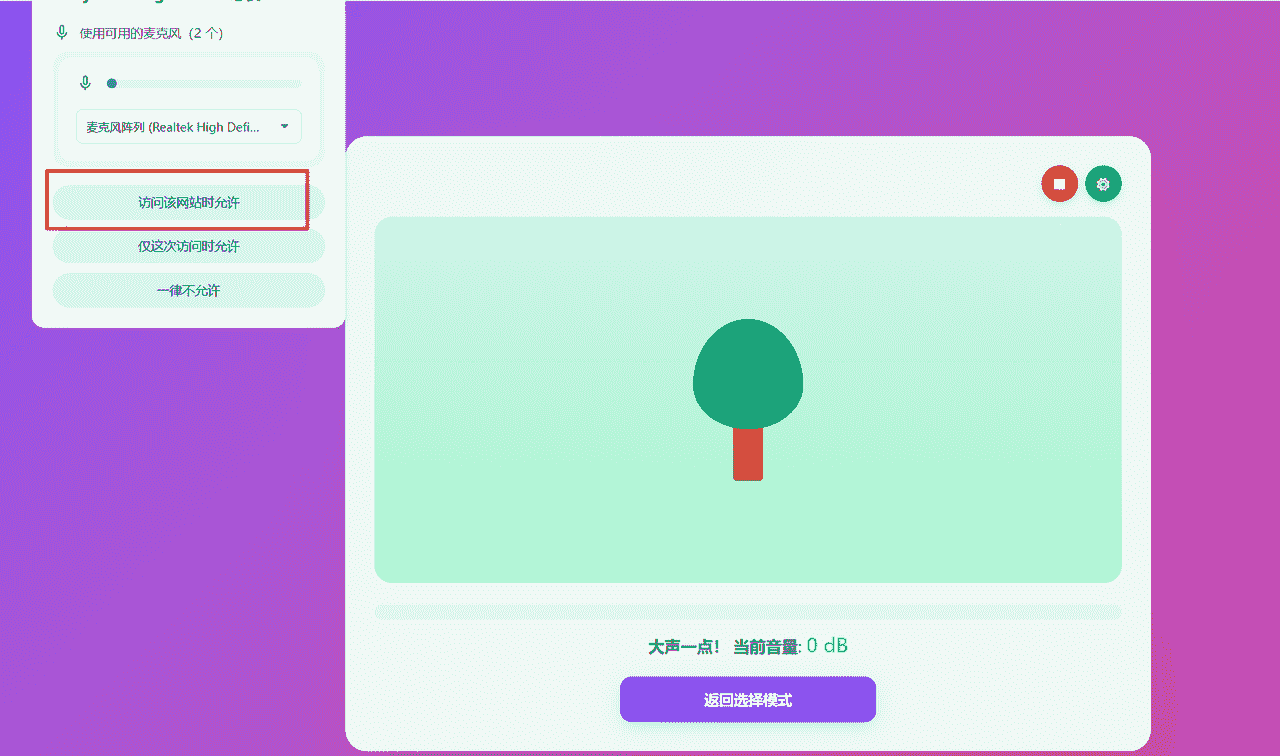 使用可用的麦克风 (2 个)
麦克风阵列 (Realtek High Defi...
访问该网站时允许
仅这次访问时允许
一律不允许
大声一点! 当前音量: 0 dB
返回选择模式